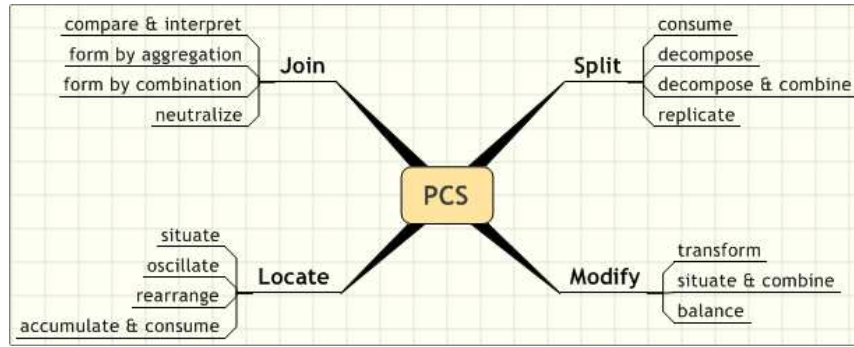 compare & interpret
form by aggregation
form by combination
neutralize
Join
consume
decompose
decompose & combine
replicate
Split
PCS
situate
oscillate
rearrange
accumulate & consume
Locate
transform
situate & combine
balance
Modify